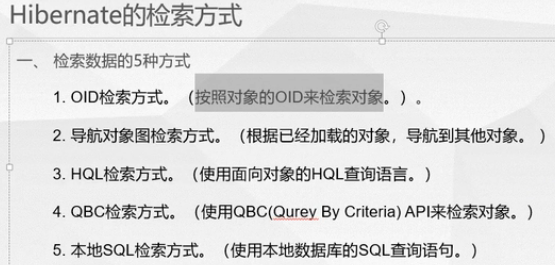 Hibernate的检索方式
一、 检索数据的5种方式
1. OID检索方式。（按照对象的OID来检索对象。）。
2. 导航对象图检索方式。（根据已经加载的对象，导航到其他对象。）
3. HQL检索方式。（使用面向对象的HQL查询语言。）
4. QBC检索方式。（使用QBC(Qurey By Criteria) API来检索对象。）
5. 本地SQL检索方式。（使用本地数据库的SQL查询语句。）